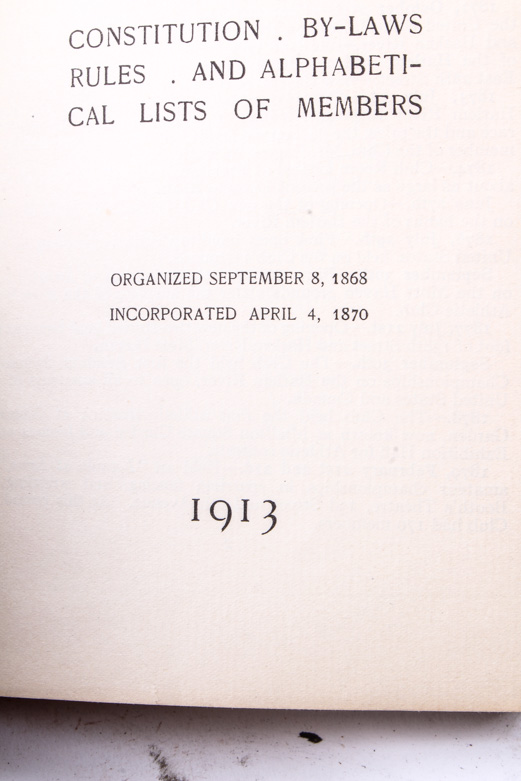 CONSTITUTION . BY-LAWS
RULES . AND ALPHABETI-
CAL LISTS OF MEMBERS
ORGANIZED SEPTEMBER 8, 1868
INCORPORATED APRIL 4, 1870
1913